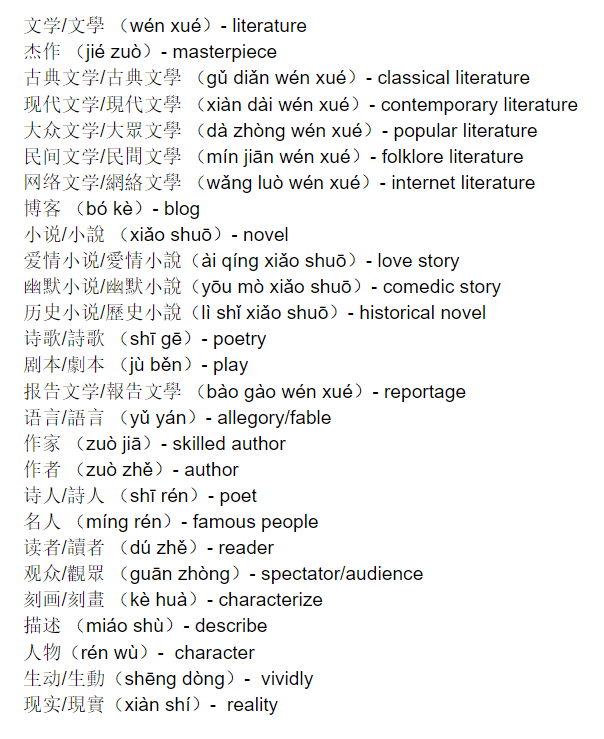 文学/文學 （wén xué）- literature
杰作 （jié zuò）- masterpiece
古典文学/古典文學 （gǔ diǎn wén xué）- classical literature
现代文学/現代文學 （xiàn dài wén xué）- contemporary literature
大众文学/大眾文學 （dà zhòng wén xué）- popular literature
民间文学/民間文學 （mín jiān wén xué）- folklore literature
网络文学/網絡文學 （wǎng luò wén xué）- internet literature
博客 （bó kè）- blog
小说/小說 （xiǎo shuō）- novel
爱情小说/愛情小說（ài qíng xiǎo shuō）- love story
幽默小说/幽默小說（yōu mò xiǎo shuō）- comedic story
历史小说/歷史小說（lì shǐ xiǎo shuō）- historical novel
诗歌/詩歌 （shī gē）- poetry
剧本/劇本 （jù běn）- play
报告文学/報告文學 （bào gào wén xué）- reportage
语言/語言 （yǔ yán）- allegory/fable
作家 （zuò jiā）- skilled author
作者 （zuò zhě）- author
诗人/詩人 （shī rén）- poet
名人 （míng rén）- famous people
读者/讀者 （dú zhě）- reader
观众/觀眾 （guān zhòng）- spectator/audience
刻画/刻畫 （kè huà）- characterize
描述 （miáo shù）- describe
人物（rén wù）-  character
生动/生動（shēng dòng）-  vividly
现实/現實（xiàn shí）-  reality